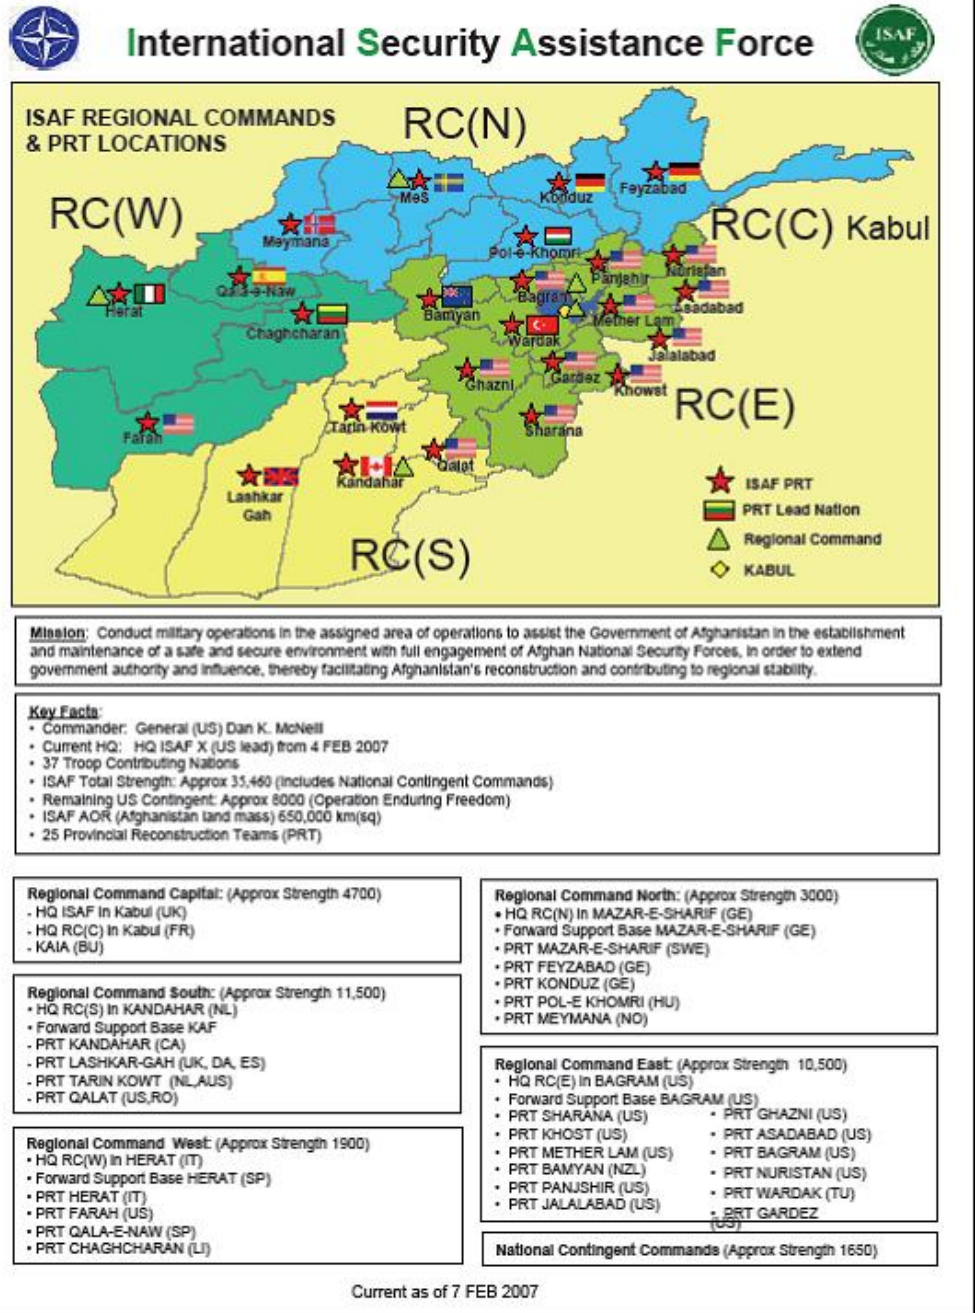 International Security Assistance Force
ISAF
ISAF REGIONAL COMMANDS
& PRT LOCATIONS
RC(N)
RC(W)
RC(C) Kabul
MeS
Konduz
Feyzabad
Meymana
Pol-e-Khomri
Panjshir
Nuristan
Qala-e-Naw
Herat
Bagram
Bamyan
Asadabad
Mether Lam
Chaghcharan
Wardak
Jalalabad
Ghazni
Gardez
Khowst
RC(E)
Farah
Tarin Kowt
Sharana
Qalat
Kandahar
Lashkar
Gah
RC(S)
ISAF PRT
PRT Lead Nation
Regional Command
KABUL
Mission: Conduct military operations in the assigned area of operations to assist the Government of Afghanistan in the establishment
and maintenance of a safe and secure environment with full engagement of Afghan National Security Forces, in order to extend
government authority and influence, thereby facilitating Afghanistan's reconstruction and contributing to regional stability.
Key Facts:
• Commander: General (US) Dan K. McNeill
• Current HQ: HQ ISAF X (US lead) from 4 FEB 2007
• 37 Troop Contributing Nations
• ISAF Total Strength: Approx 35,460 (includes National Contingent Commands)
• Remaining US Contingent: Approx 8000 (Operation Enduring Freedom)
• ISAF AOR (Afghanistan land mass) 650,000 km(sq)
• 25 Provincial Reconstruction Teams (PRT)
Regional Command Capital: (Approx Strength 4700)
- HQ ISAF in Kabul (UK)
- HQ RC(C) in Kabul (FR)
- KAIA (BU)
Regional Command South: (Approx Strength 11,500)
• HQ RC(S) in KANDAHAR (NL)
• Forward Support Base KAF
- PRT KANDAHAR (CA)
- PRT LASHKAR-GAH (UK, DA, ES)
- PRT TARIN KOWT (NL,AUS)
- PRT QALAT (US,RO)
Regional Command West: (Approx Strength 1900)
• HQ RC(W) in HERAT (IT)
• Forward Support Base HERAT (SP)
• PRT HERAT (IT)
• PRT FARAH (US)
• PRT QALA-E-NAW (SP)
• PRT CHAGHCHARAN (LI)
Regional Command North: (Approx Strength 3000)
• HQ RC(N) in MAZAR-E-SHARIF (GE)
• Forward Support Base MAZAR-E-SHARIF (GE)
• PRT MAZAR-E-SHARIF (SWE)
• PRT FEYZABAD (GE)
• PRT KONDUZ (GE)
• PRT POL-E KHOMRI (HU)
• PRT MEYMANA (NO)
Regional Command East: (Approx Strength 10,500)
• HQ RC(E) in BAGRAM (US)
• Forward Support Base BAGRAM (US)
• PRT SHARANA (US)
• PRT KHOST (US)
• PRT METHER LAM (US)
• PRT BAMYAN (NZL)
• PRT PANJSHIR (US)
• PRT JALALABAD (US)
• PRT GHAZNI (US)
• PRT ASADABAD (US)
• PRT BAGRAM (US)
• PRT NURISTAN (US)
• PRT WARDAK (TU)
• PRT GARDEZ
(US)
National Contingent Commands (Approx Strength 1650)
Current as of 7 FEB 2007